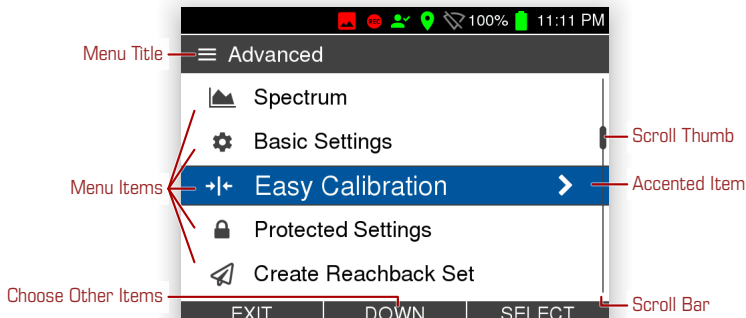 REC 100% 11:11 PM
Menu Title
Advanced
Spectrum
Basic Settings
Scroll Thumb
Menu Items
Easy Calibration
Accented Item
Protected Settings
Create Reachback Set
Choose Other Items
Scroll Bar
EXIT DOWN SELECT